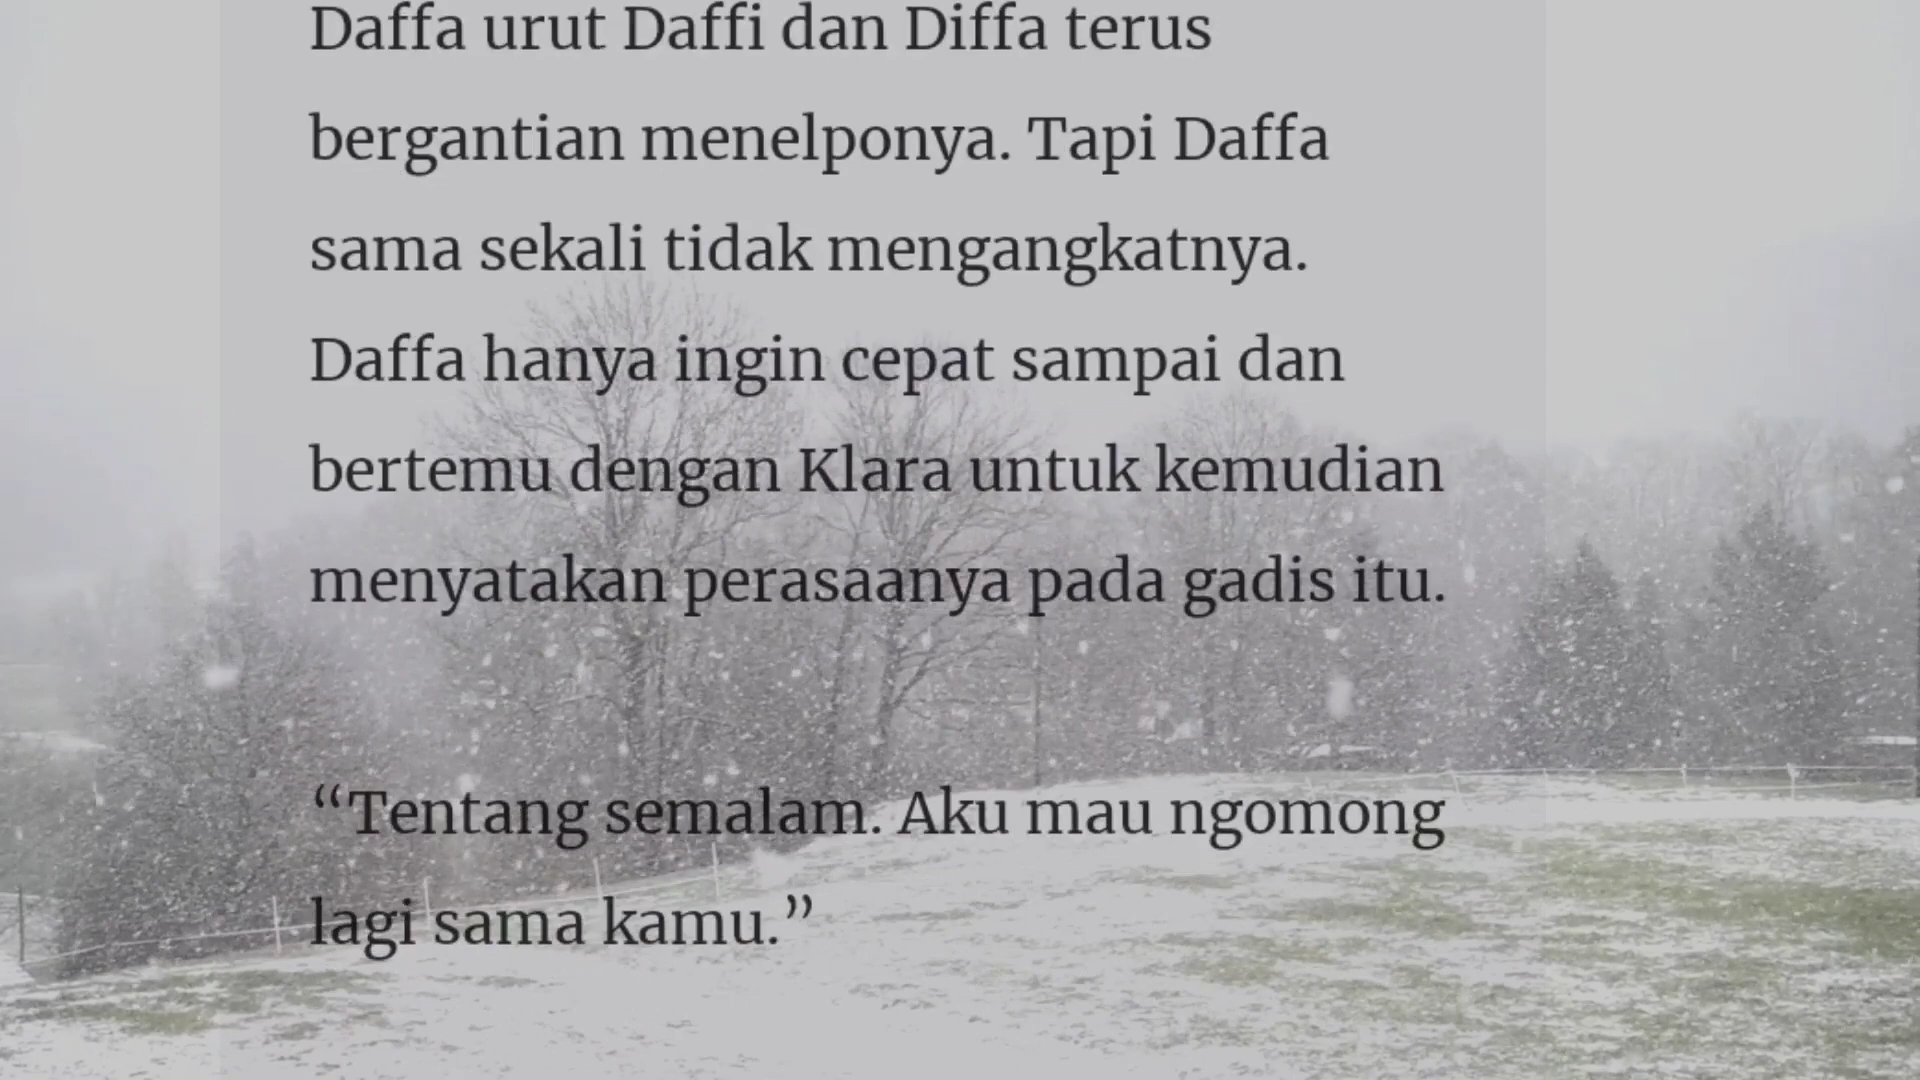 Daffa urut Daffi dan Diffa terus
bergantian menelponya. Tapi Daffa
sama sekali tidak mengangkatnya.
Daffa hanya ingin cepat sampai dan
bertemu dengan Klara untuk kemudian
menyatakan perasaanya pada gadis itu.
“Tentang semalam. Aku mau ngomong
lagi sama kamu.”